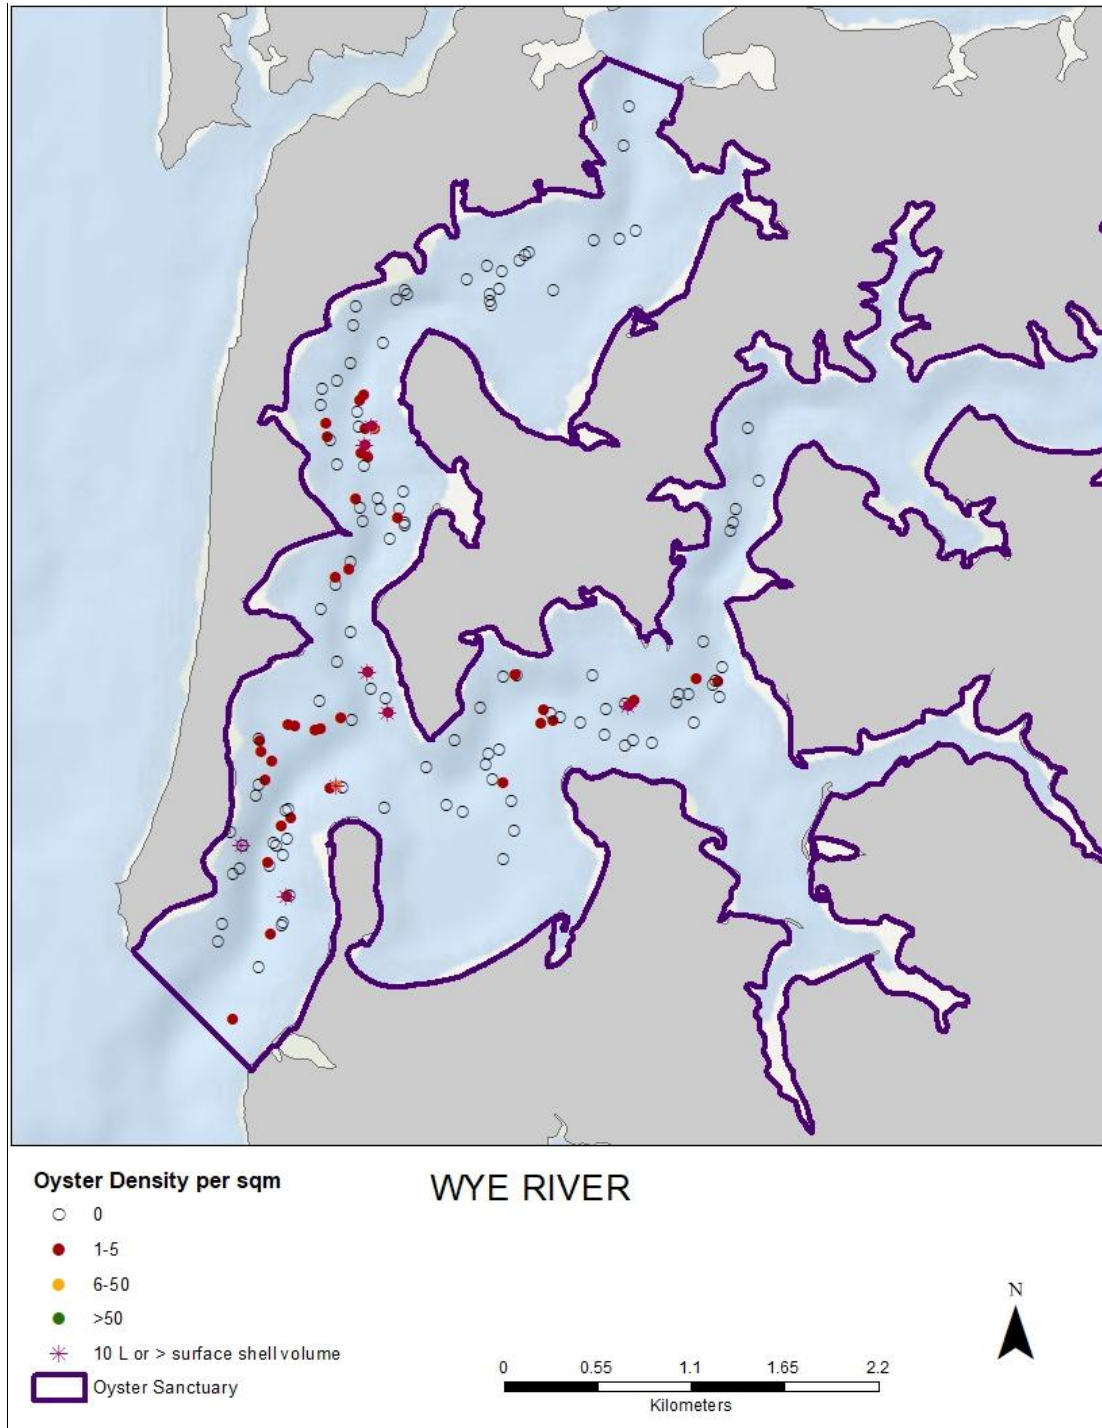 Oyster Density per sqm
WYE RIVER
0
1-5
6-50
>50
10 L or > surface shell volume
Oyster Sanctuary
N
0 0.55 1.1 1.65 2.2
Kilometers